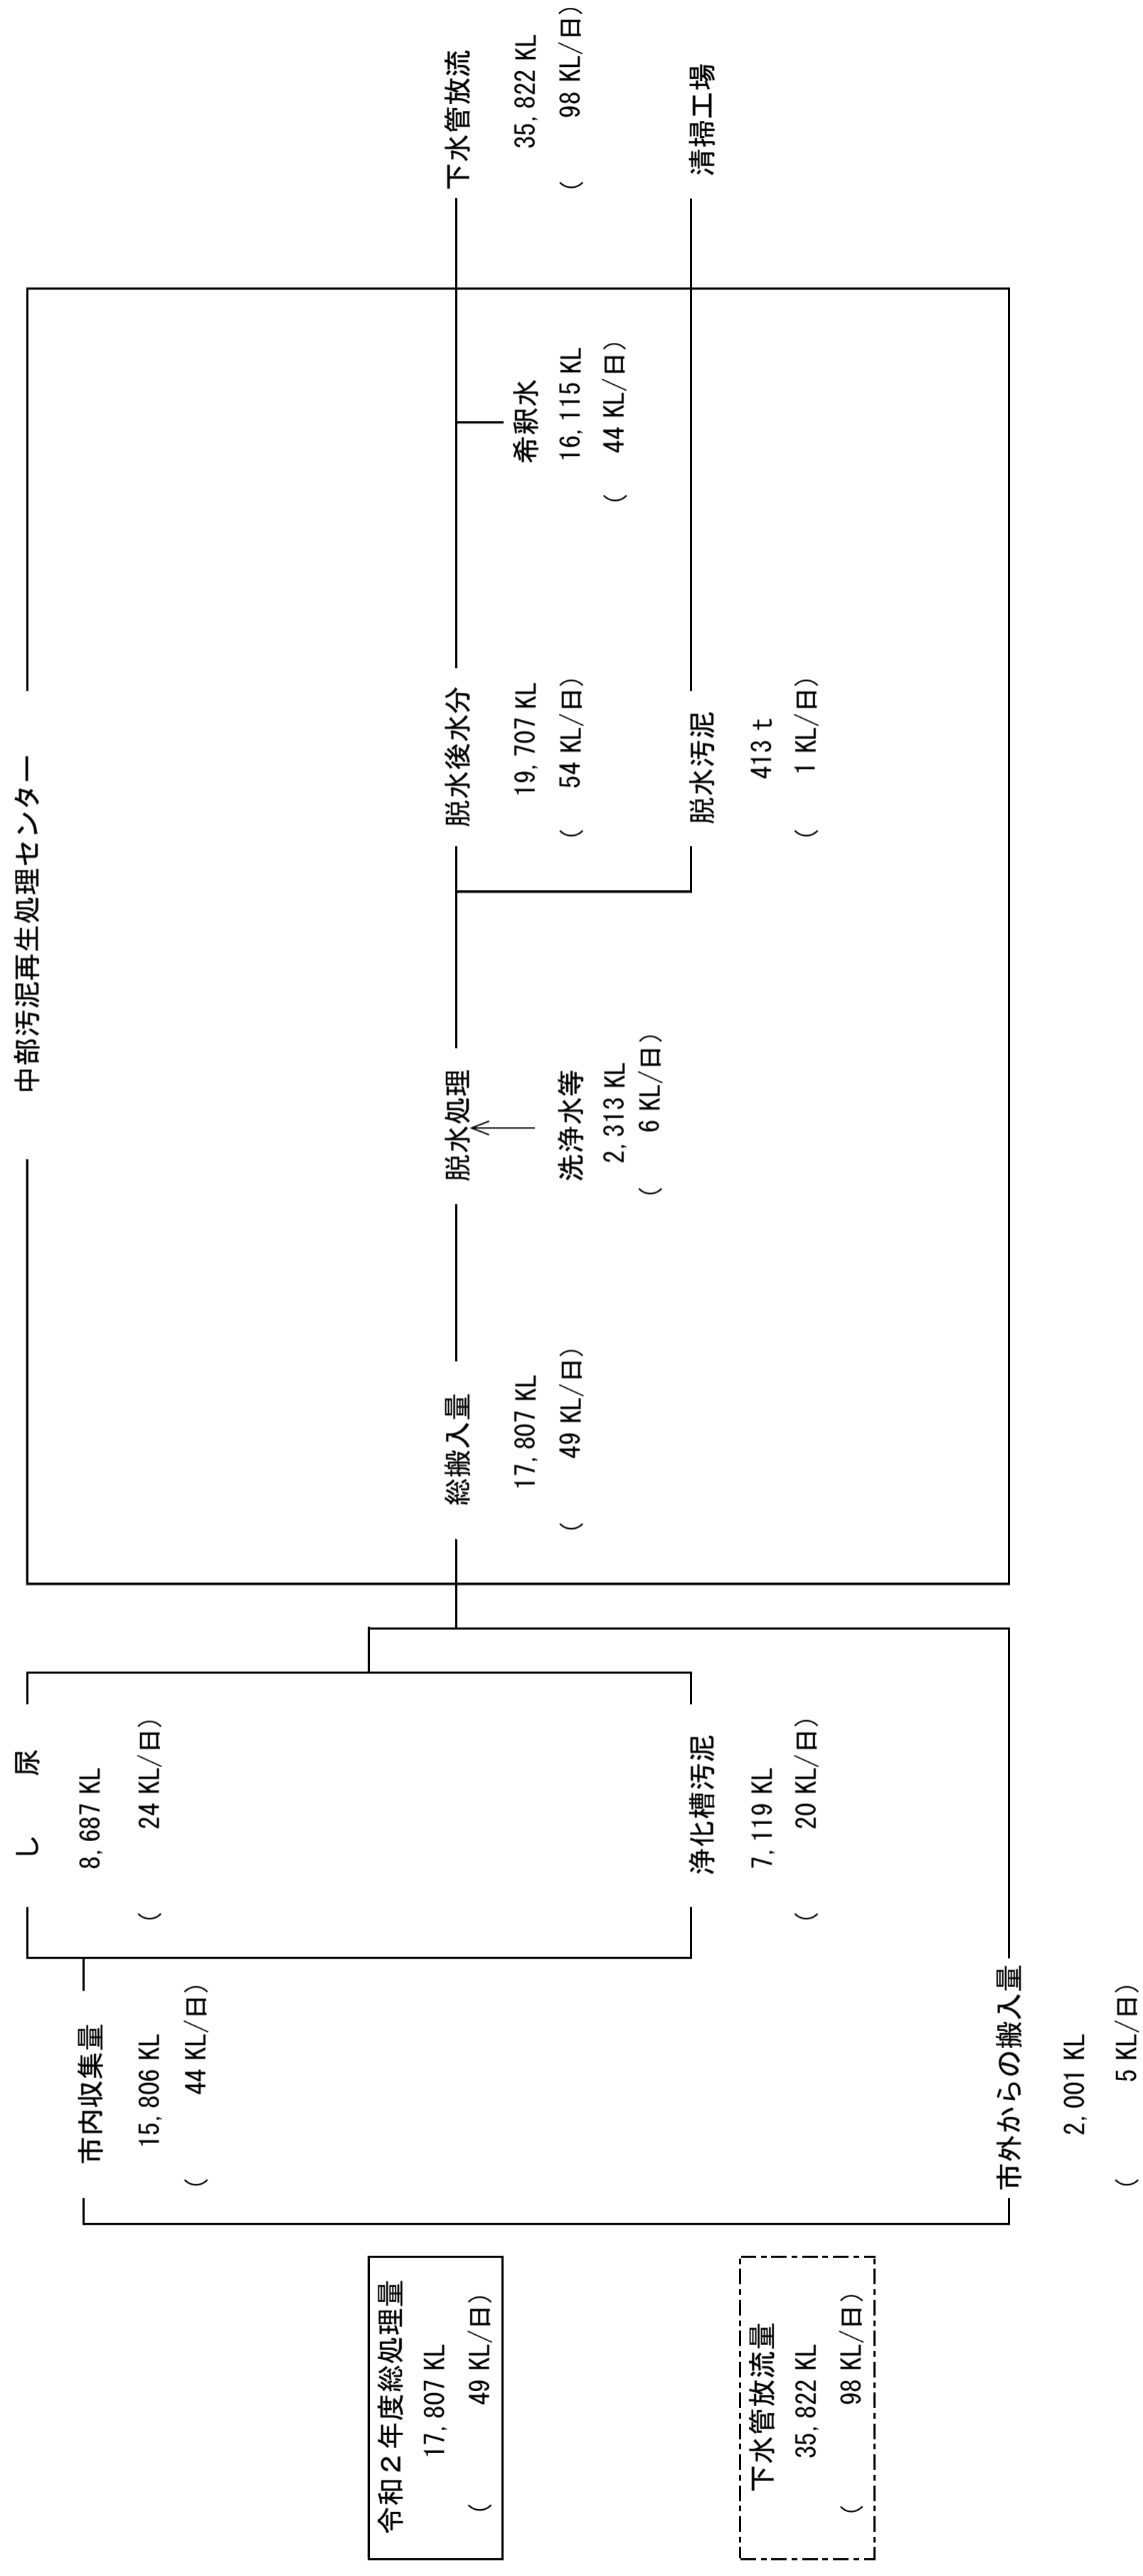 中部汚泥再生処理センター
令和２年度総処理量
17,807 KL
( 49 KL/日)
下水管放流量
35,822 KL
( 98 KL/日)
市内収集量
15,806 KL
( 44 KL/日)
市外からの搬入量
2,001 KL
( 5 KL/日)
し　尿
8,687 KL
( 24 KL/日)
浄化槽汚泥
7,119 KL
( 20 KL/日)
総搬入量
17,807 KL
( 49 KL/日)
脱水処理
洗浄水等
2,313 KL
( 6 KL/日)
脱水後水分
19,707 KL
( 54 KL/日)
脱水汚泥
413 t
( 1 KL/日)
希釈水
16,115 KL
( 44 KL/日)
下水管放流
35,822 KL
( 98 KL/日)
清掃工場